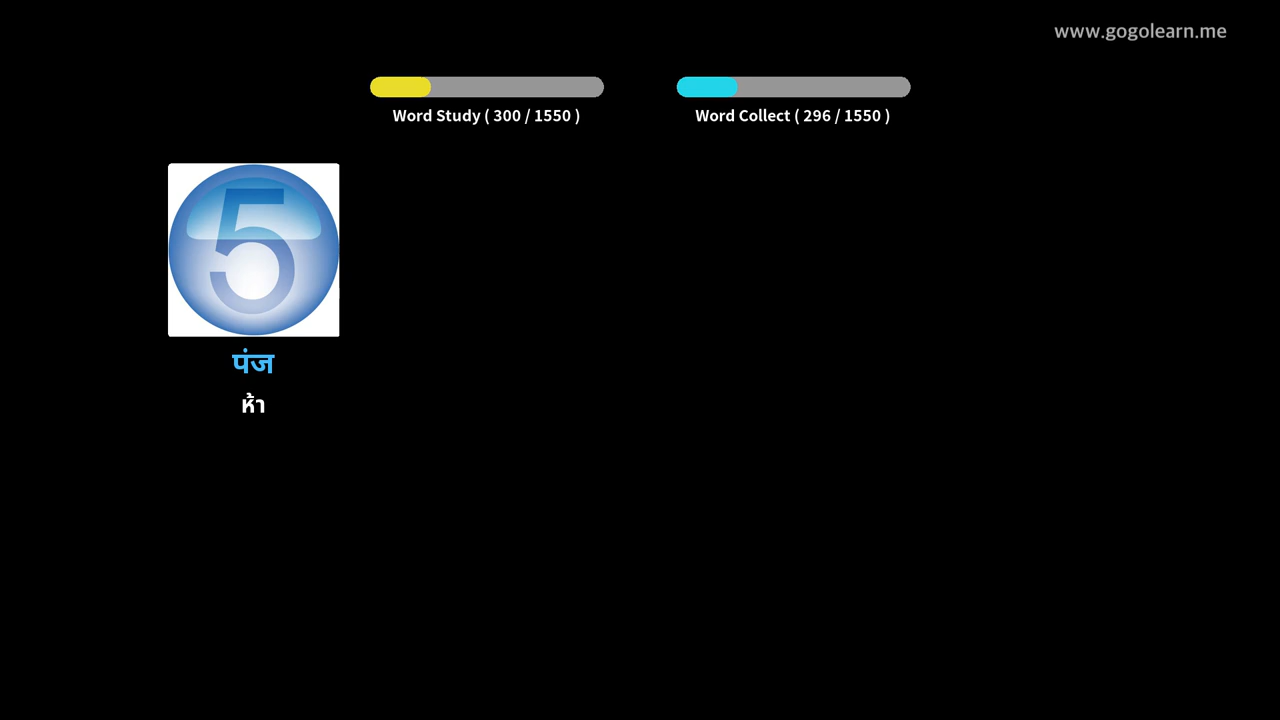 www.gogolearn.me
Word Study ( 300 / 1550 )
Word Collect ( 296 / 1550 )
5
पंज
ห้า